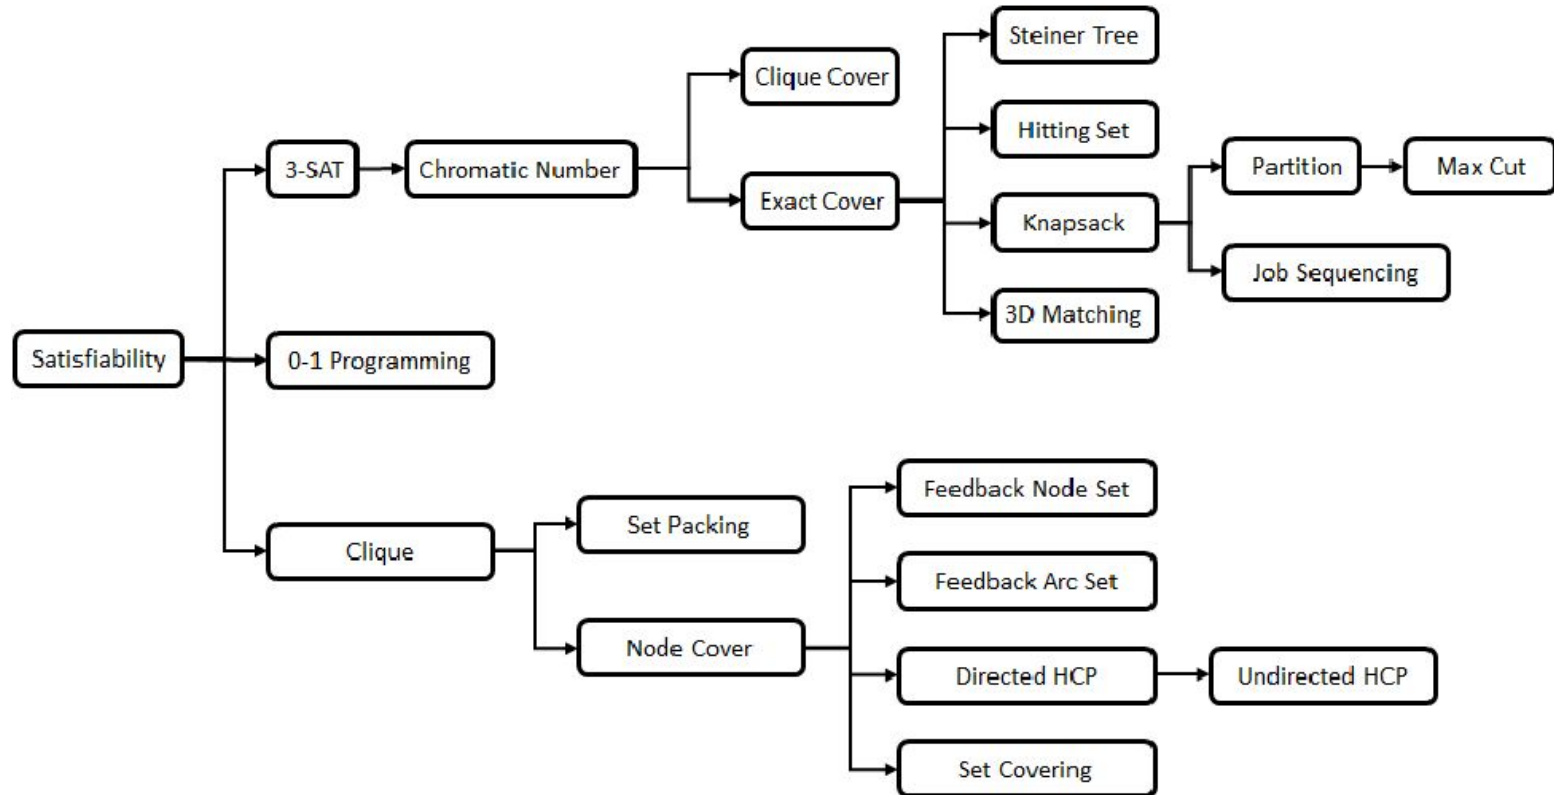 Steiner Tree
Clique Cover
Hitting Set
3-SAT
Chromatic Number
Partition
Max Cut
Exact Cover
Knapsack
Job Sequencing
3D Matching
Satisfiability
0-1 Programming
Feedback Node Set
Set Packing
Clique
Feedback Arc Set
Node Cover
Directed HCP
Undirected HCP
Set Covering